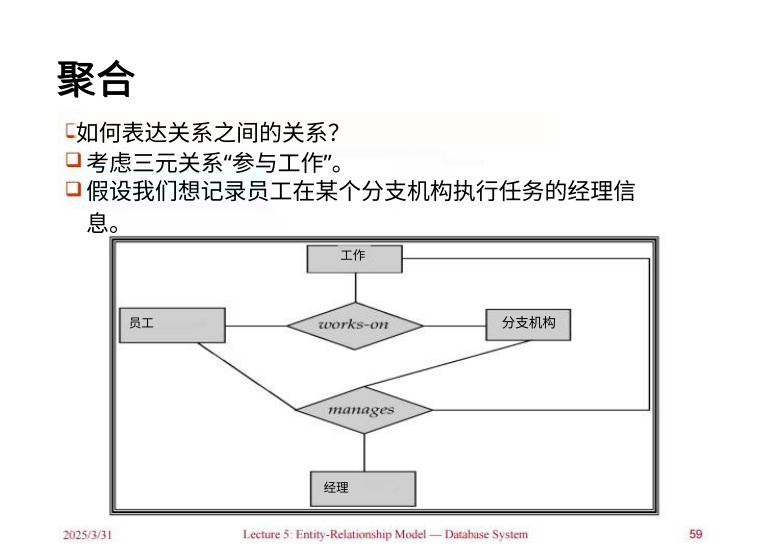 聚合
如何表达关系之间的关系?
考虑三元关系“参与工作”。
假设我们想记录员工在某个分支机构执行任务的经理信
息。
工作
员工
works-on
分支机构
manages
经理
2025/3/31
Lecture 5: Entity-Relationship Model — Database System
59